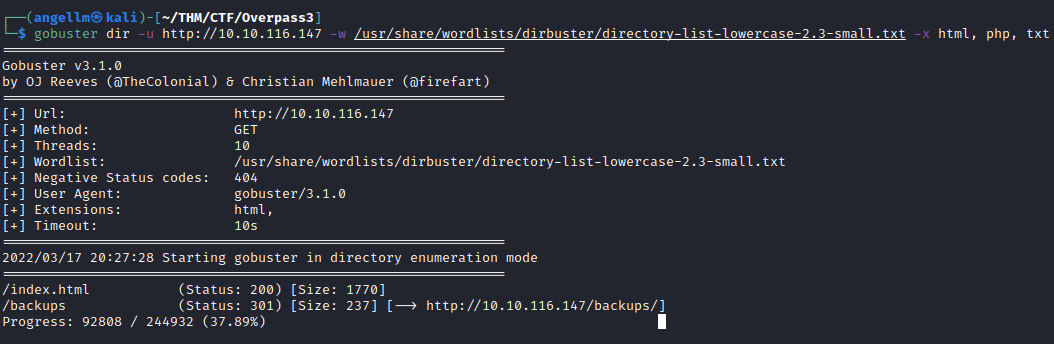 ┌──(angellm㉿kali)-[~/THM/CTF/Overpass3]
└─$ gobuster dir -u http://10.10.116.147 -w /usr/share/wordlists/dirbuster/directory-list-lowercase-2.3-small.txt -x html, php, txt
===============================================================
Gobuster v3.1.0
by OJ Reeves (@TheColonial) & Christian Mehlmauer (@firefart)
===============================================================
[+] Url:                     http://10.10.116.147
[+] Method:                  GET
[+] Threads:                 10
[+] Wordlist:                /usr/share/wordlists/dirbuster/directory-list-lowercase-2.3-small.txt
[+] Negative Status codes:   404
[+] User Agent:              gobuster/3.1.0
[+] Extensions:              html,
[+] Timeout:                 10s
===============================================================
2022/03/17 20:27:28 Starting gobuster in directory enumeration mode
===============================================================
/index.html           (Status: 200) [Size: 1770]
/backups              (Status: 301) [Size: 237] [--> http://10.10.116.147/backups/]
Progress: 92808 / 244932 (37.89%)